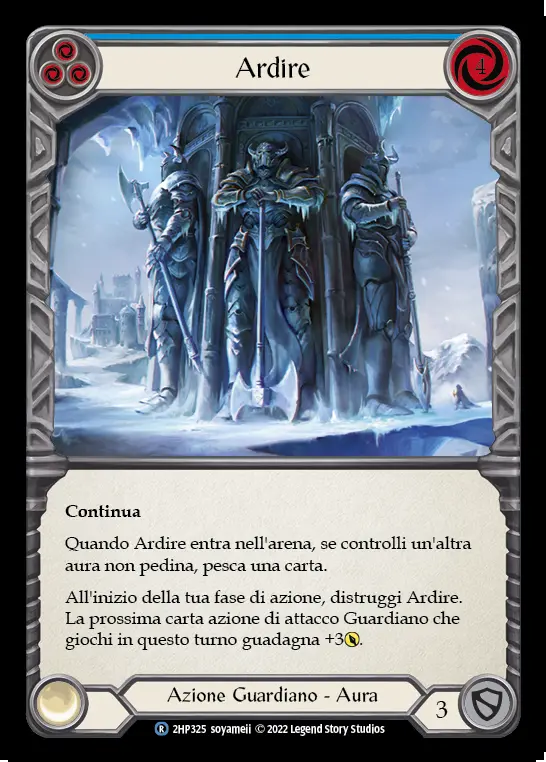 Ardire
4
Continua
Quando Ardire entra nell'arena, se controlli un'altra
aura non pedina, pesca una carta.
All'inizio della tua fase di azione, distruggi Ardire.
La prossima carta azione di attacco Guardiano che
giochi in questo turno guadagna +3.
Azione Guardiano - Aura
3
R 2HP325 soyameii © 2022 Legend Story Studios